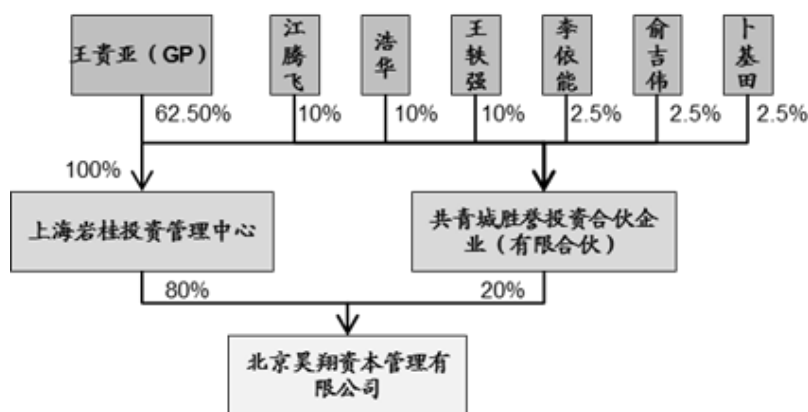 王贵亚（GP）
江腾飞
浩华
王轶强
李依能
俞吉伟
卜基田
62.50%
10%
10%
10%
2.5%
2.5%
2.5%
100%
上海岩桂投资管理中心
共青城胜誉投资合伙企
业（有限合伙）
80%
20%
北京昊翔资本管理有
限公司